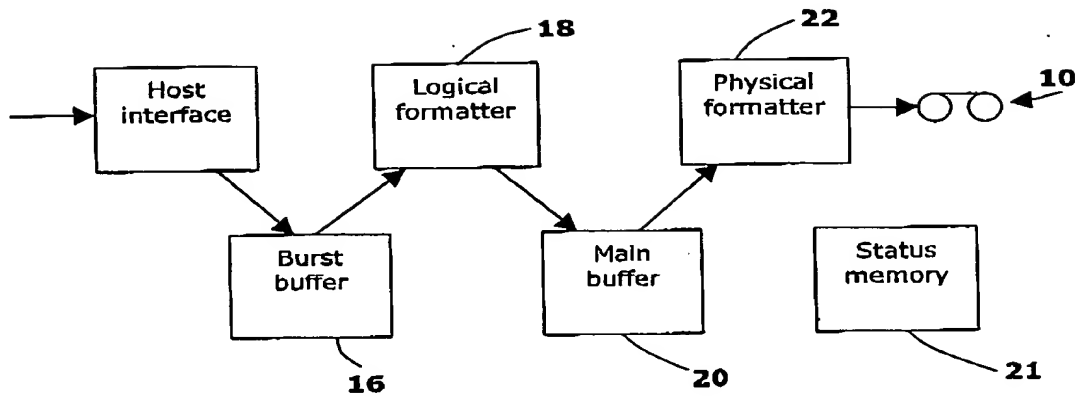 18
22
10
Host
interface
Logical
formatter
Physical
formatter
Burst
buffer
Main
buffer
Status
memory
16
20
21